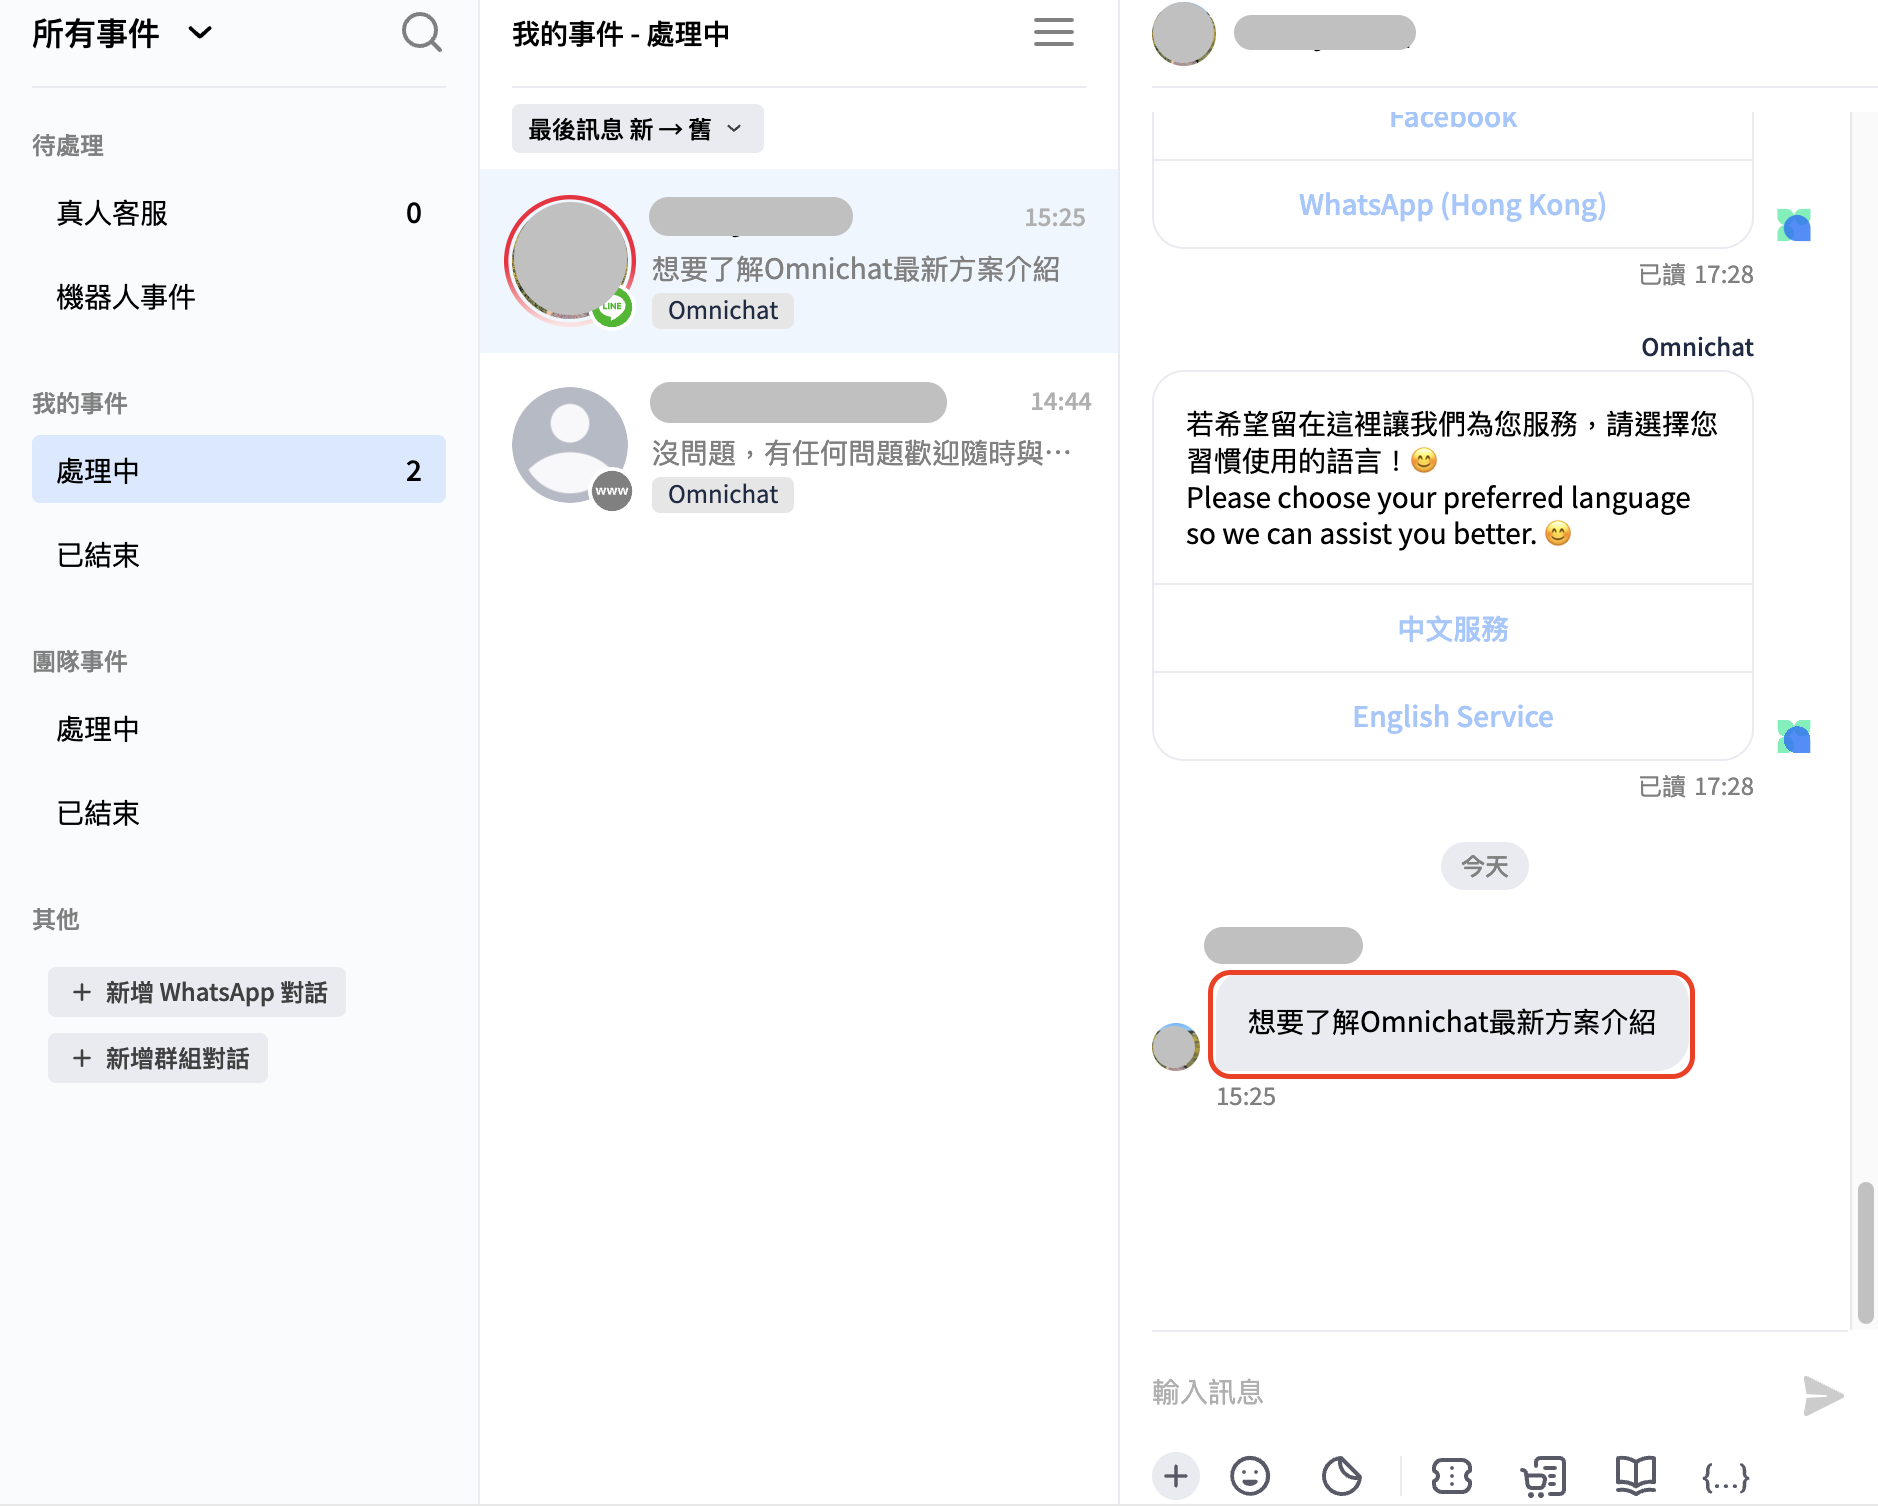 所有事件
待處理
真人客服 0
機器人事件
我的事件
處理中 2
已結束
團隊事件
處理中
已結束
其他
+ 新增 WhatsApp 對話
+ 新增群組對話
我的事件 - 處理中
最後訊息 新 → 舊
15:25
想要了解Omnichat最新方案介紹
LINE
Omnichat
14:44
沒問題，有任何問題歡迎隨時與…
www
Omnichat
Facebook
WhatsApp (Hong Kong)
已讀 17:28
Omnichat
若希望留在這裡讓我們為您服務，請選擇您
習慣使用的語言！😊
Please choose your preferred language
so we can assist you better. 😊
中文服務
English Service
已讀 17:28
今天
想要了解Omnichat最新方案介紹
15:25
輸入訊息
{...}